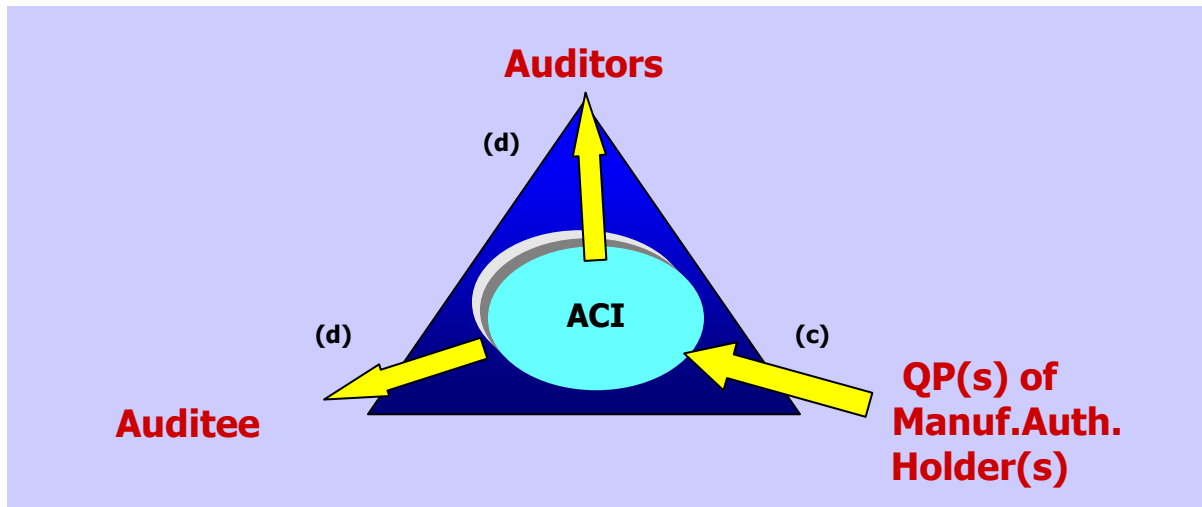 Auditors
(d)
ACI
(d)
(c)
Auditee
QP(s) of
Manuf.Auth.
Holder(s)